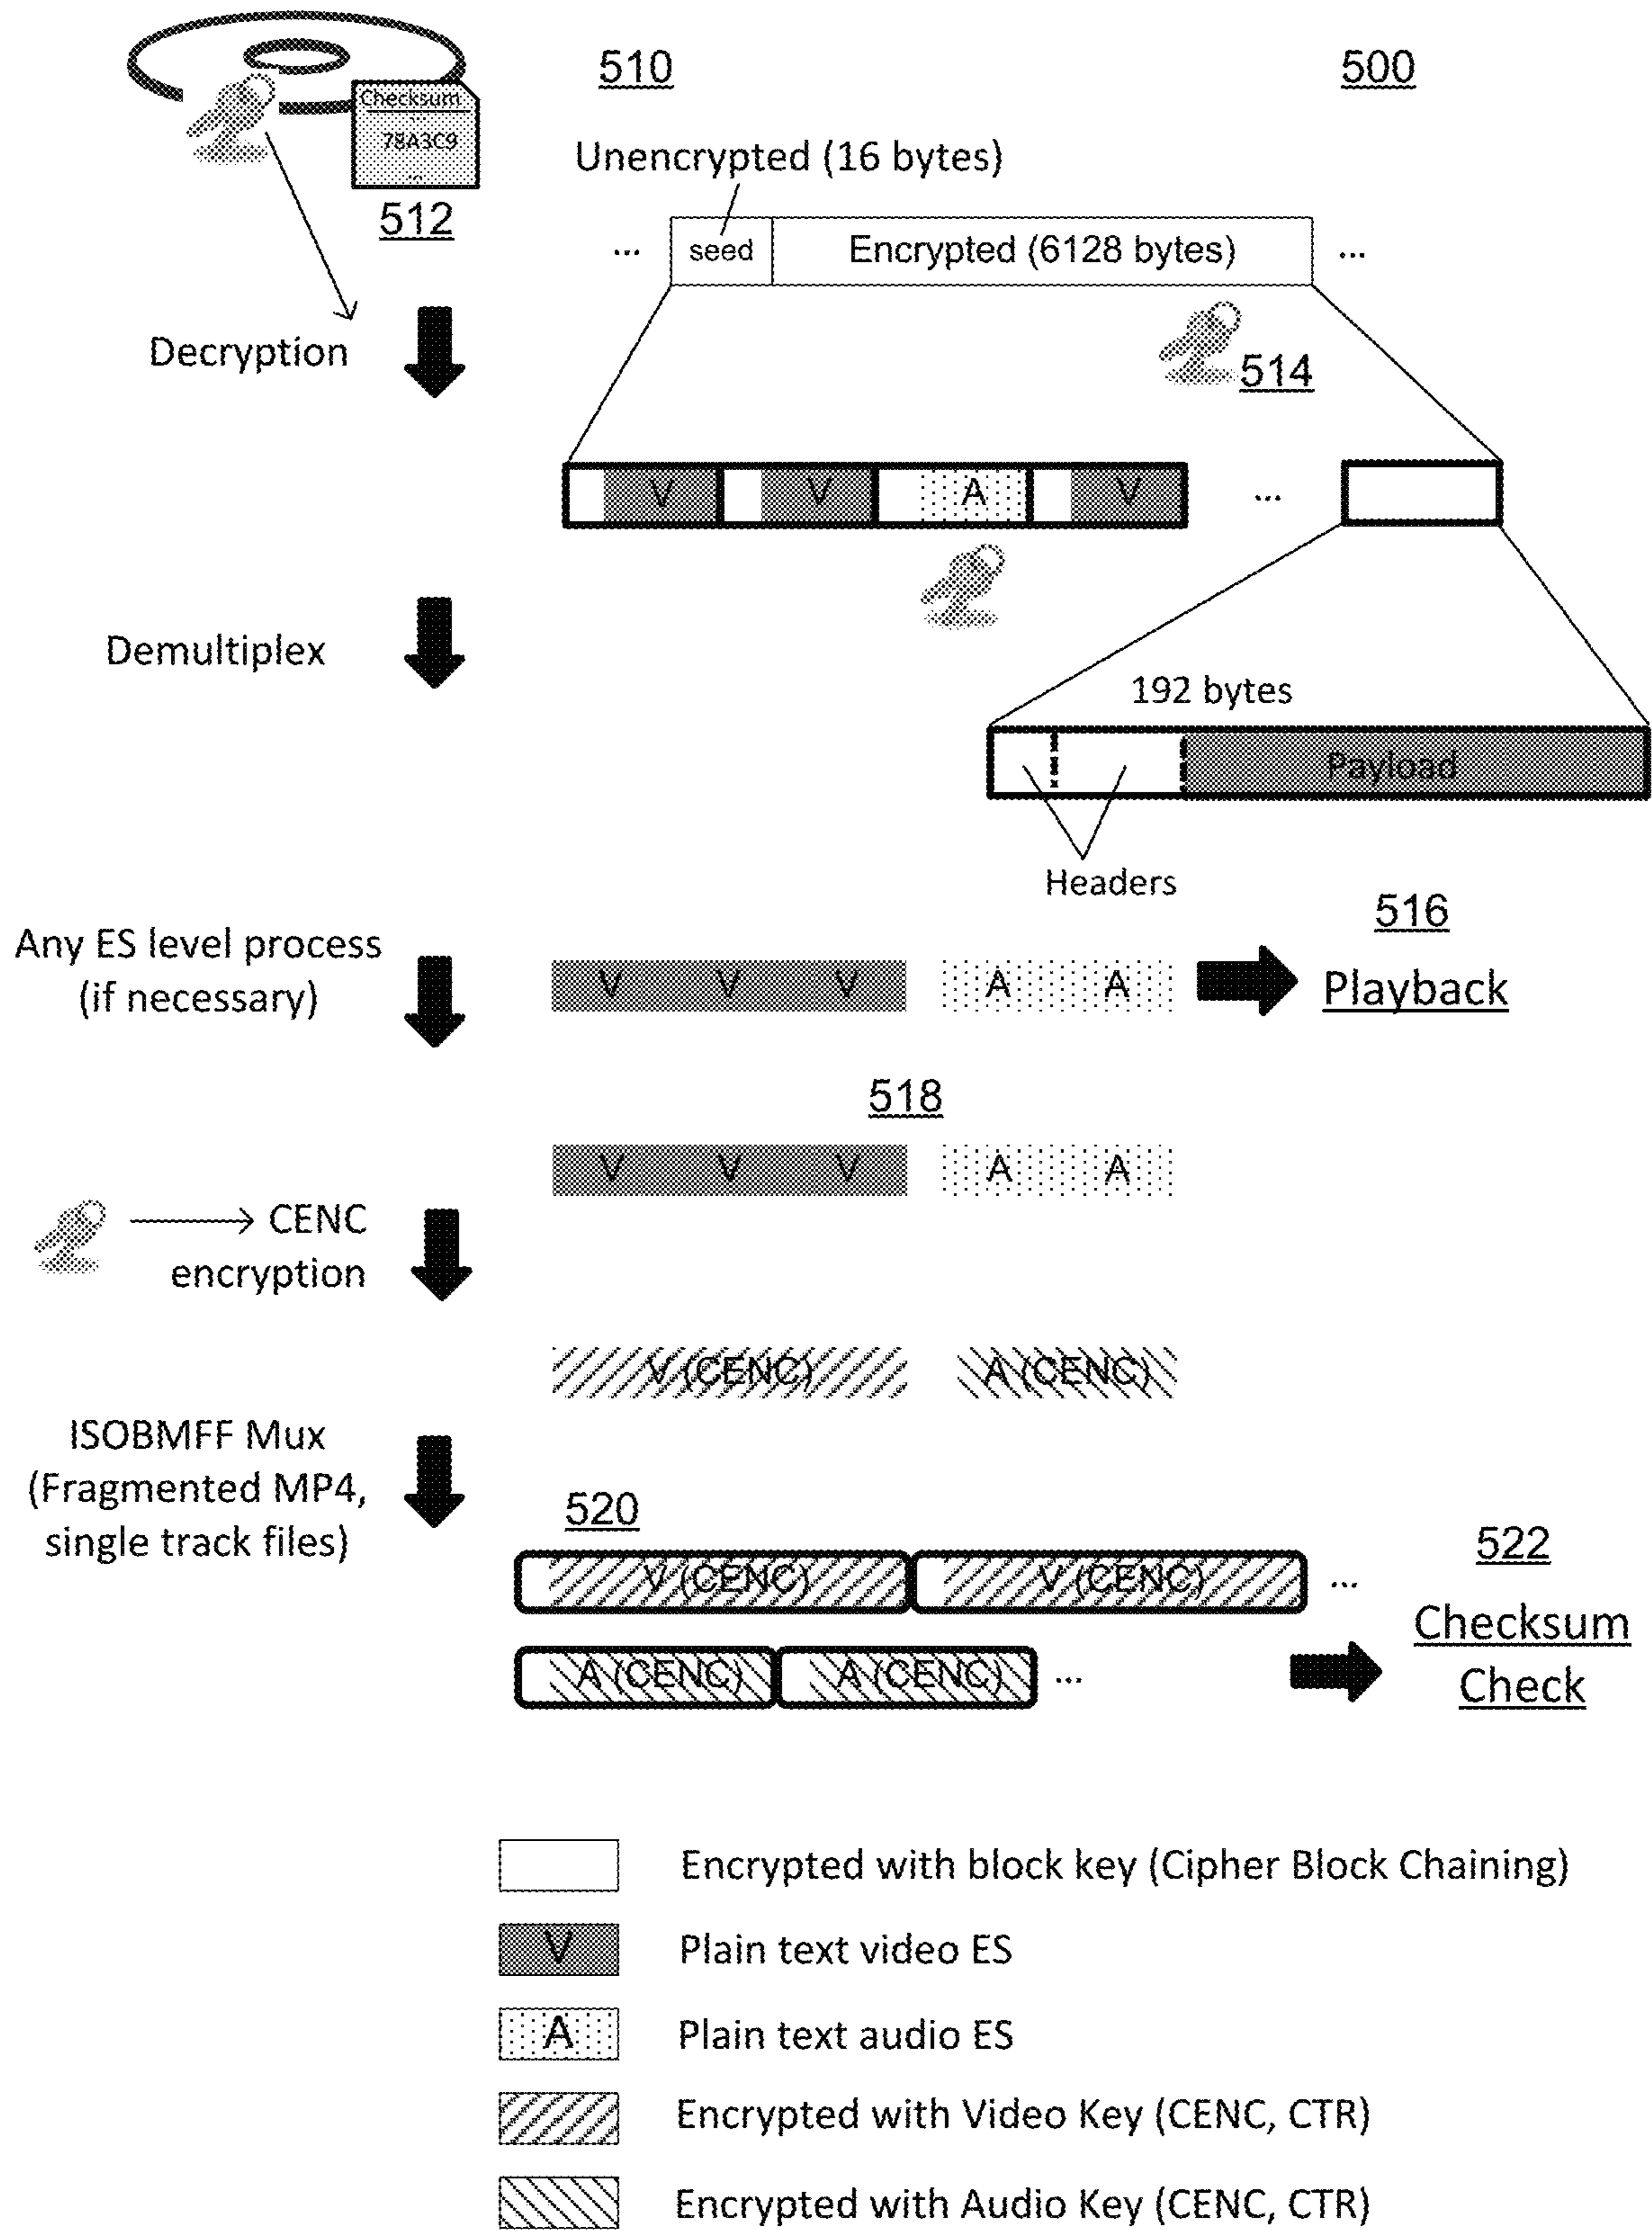 510
500
Checksum
...
78A3C9
...
512
Unencrypted (16 bytes)
... seed Encrypted (6128 bytes) ...
Decryption
514
V V A V ...
Demultiplex
192 bytes
Payload
Headers
516
Any ES level process
(if necessary)
V V V A A
Playback
518
V V V A A
CENC
encryption
V (CENC) A (CENC)
ISOBMFF Mux
(Fragmented MP4,
single track files)
520
522
V (CENC) V (CENC) ...
A (CENC) A (CENC) ...
Checksum
Check
Encrypted with block key (Cipher Block Chaining)
V Plain text video ES
A Plain text audio ES
Encrypted with Video Key (CENC, CTR)
Encrypted with Audio Key (CENC, CTR)